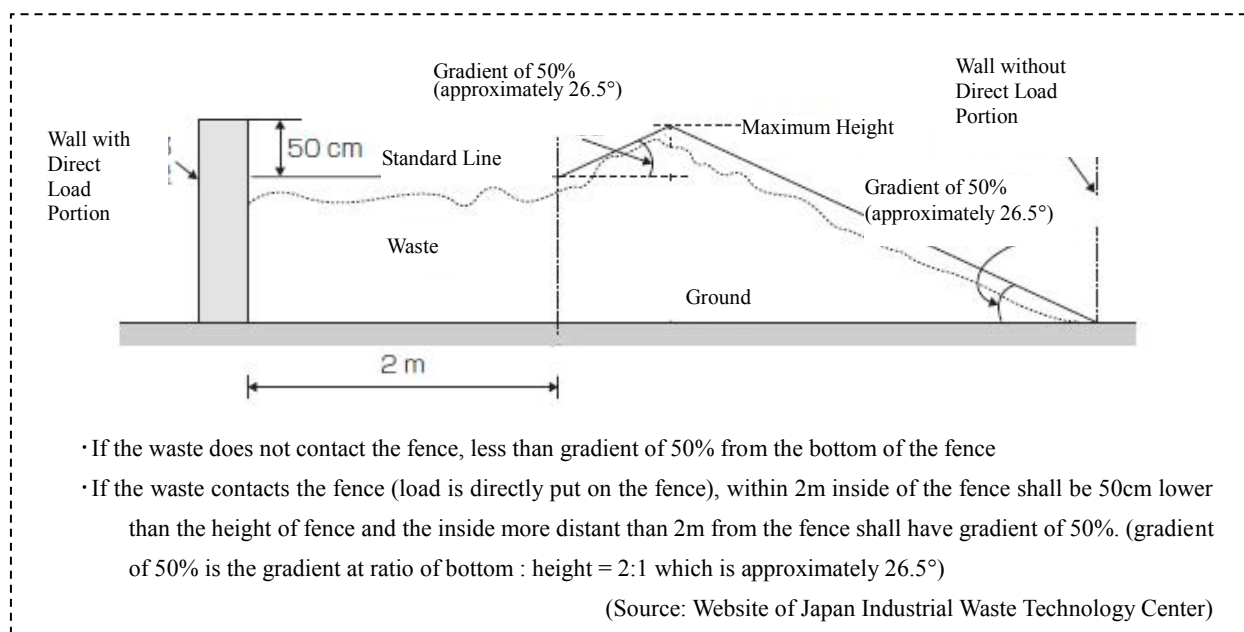 Gradient of 50%
(approximately 26.5°)
Wall without
Direct Load
Portion
Wall with
Direct
Load
Portion
50 cm
Standard Line
Maximum Height
Gradient of 50%
(approximately 26.5°)
Waste
Ground
2 m
・If the waste does not contact the fence, less than gradient of 50% from the bottom of the fence
・If the waste contacts the fence (load is directly put on the fence), within 2m inside of the fence shall be 50cm lower
than the height of fence and the inside more distant than 2m from the fence shall have gradient of 50%. (gradient
of 50% is the gradient at ratio of bottom : height = 2:1 which is approximately 26.5°)
(Source: Website of Japan Industrial Waste Technology Center)